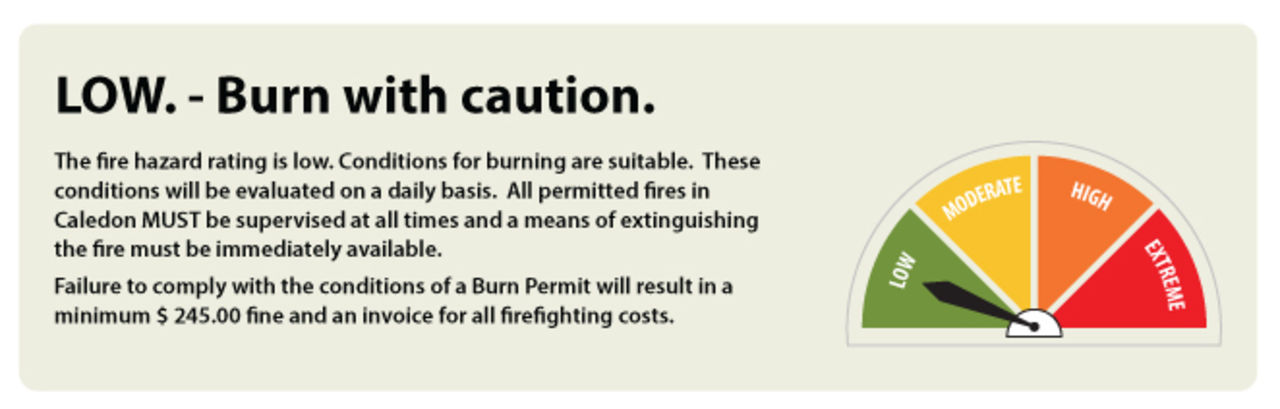 LOW. - Burn with caution.
The fire hazard rating is low. Conditions for burning are suitable.  These
conditions will be evaluated on a daily basis.  All permitted fires in
Caledon MUST be supervised at all times and a means of extinguishing
the fire must be immediately available.
Failure to comply with the conditions of a Burn Permit will result in a
minimum $ 245.00 fine and an invoice for all firefighting costs.
LOW
MODERATE
HIGH
EXTREME